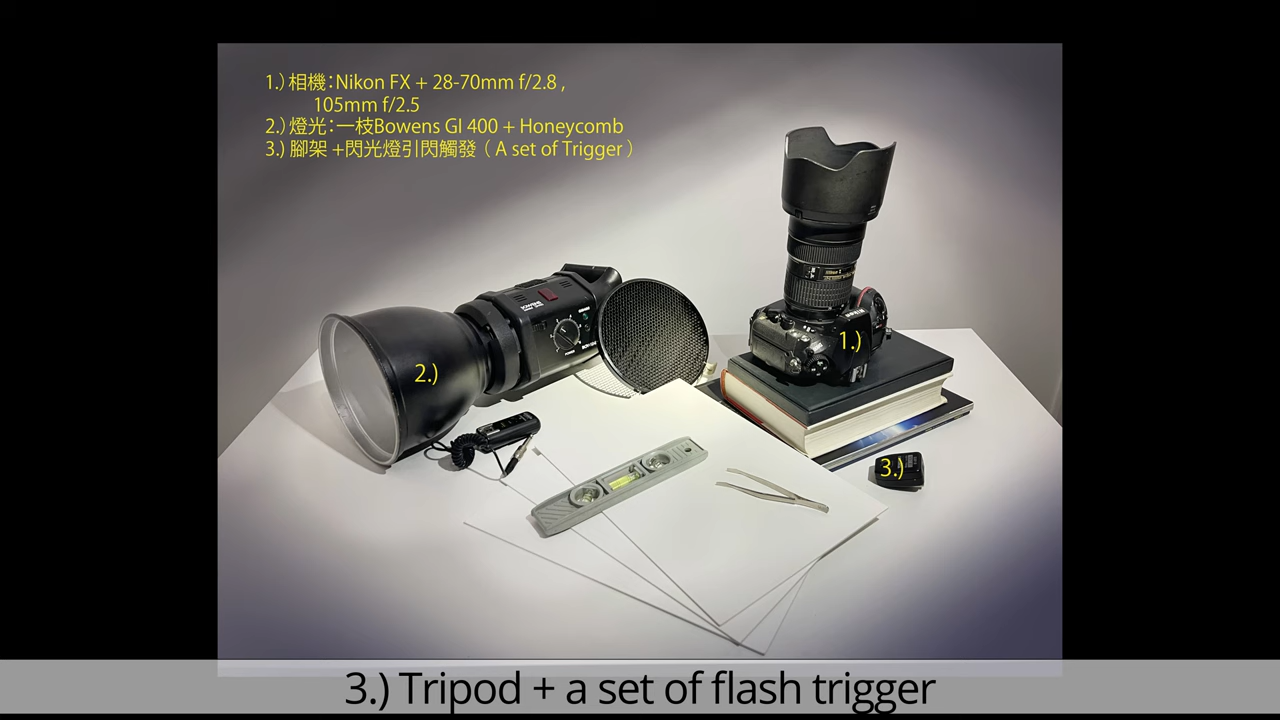 1.) 相機：Nikon FX + 28-70mm f/2.8 ,
105mm f/2.5
2.) 燈光：一枝Bowens GI 400 + Honeycomb
3.) 腳架 +閃光燈引閃觸發 ( A set of Trigger )
1.)
2.)
BOWENS
3.)
3.) Tripod + a set of flash trigger